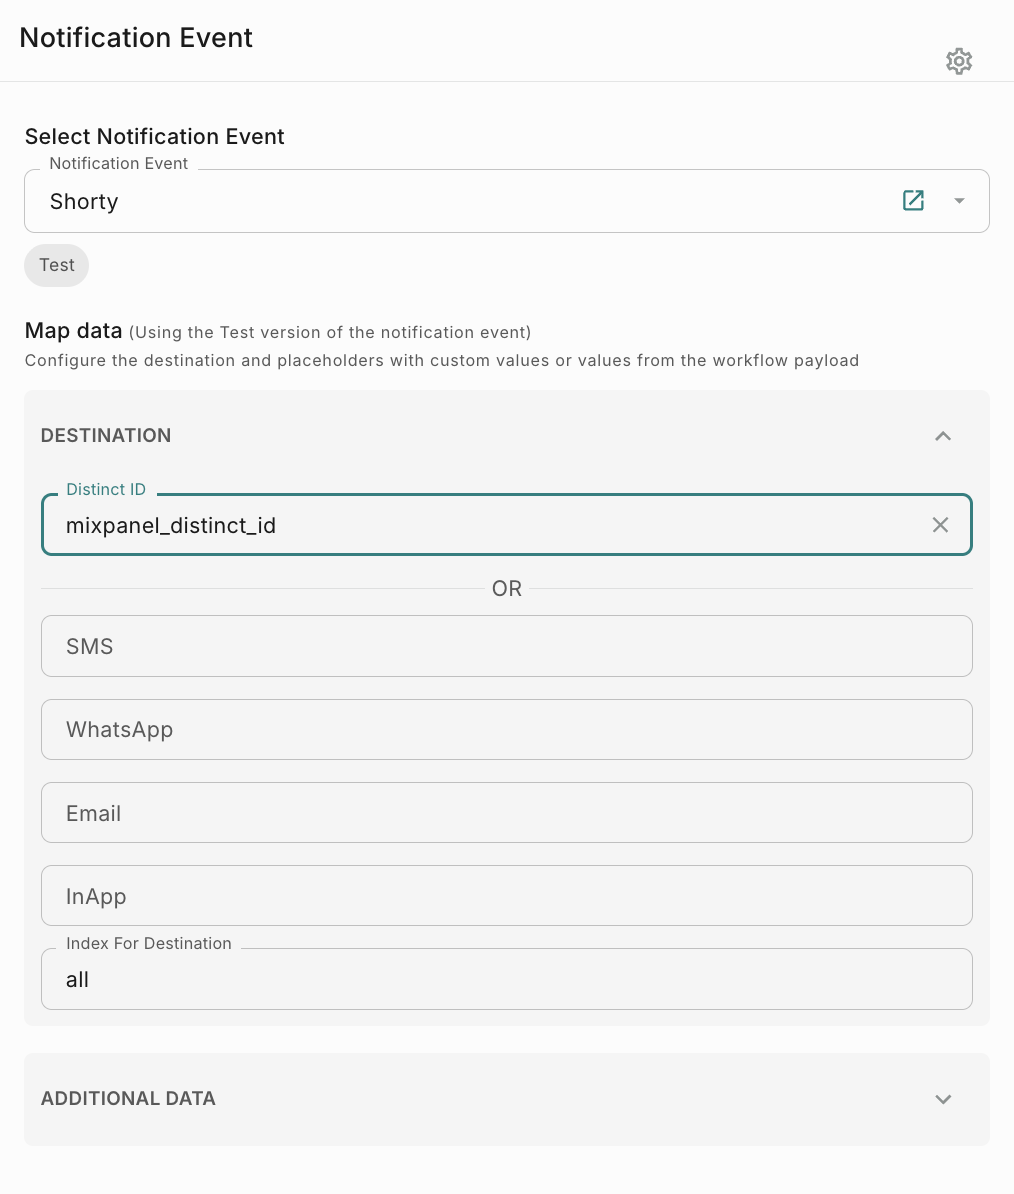 Notification Event
Select Notification Event
Notification Event
Shorty
Test
Map data (Using the Test version of the notification event)
Configure the destination and placeholders with custom values or values from the workflow payload
DESTINATION
Distinct ID
mixpanel_distinct_id
OR
SMS
WhatsApp
Email
InApp
Index For Destination
all
ADDITIONAL DATA